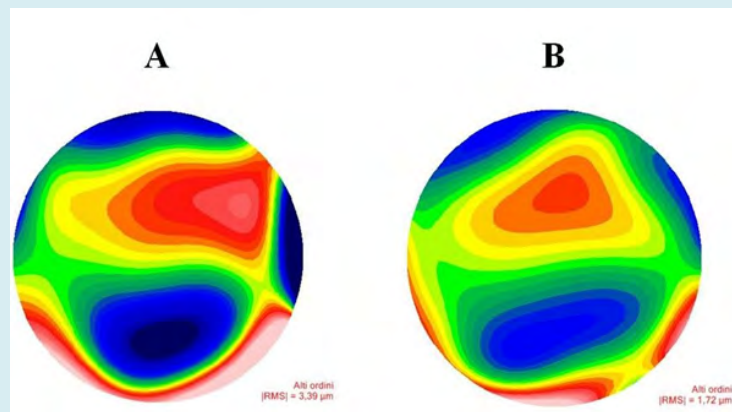 A
B
Alti ordini
|RMS| = 3,39 µm
Alti ordini
|RMS| = 1,72 µm